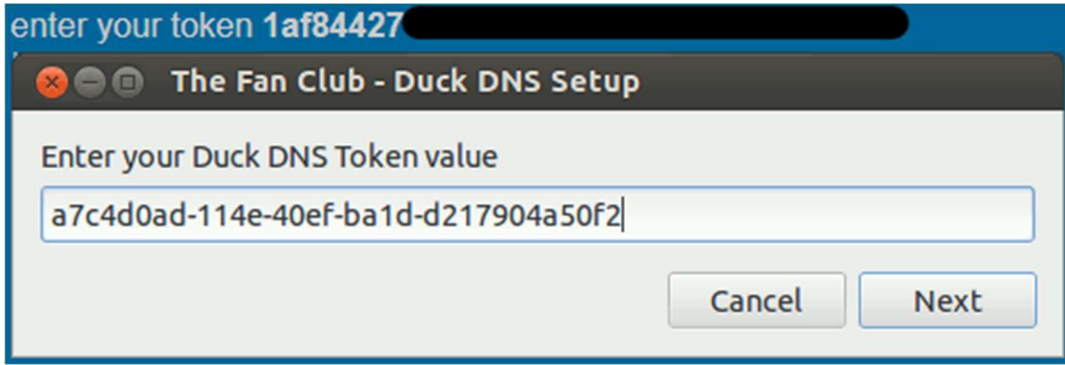 enter your token 1af84427
The Fan Club - Duck DNS Setup
Enter your Duck DNS Token value
a7c4d0ad-114e-40ef-ba1d-d217904a50f2
Cancel Next